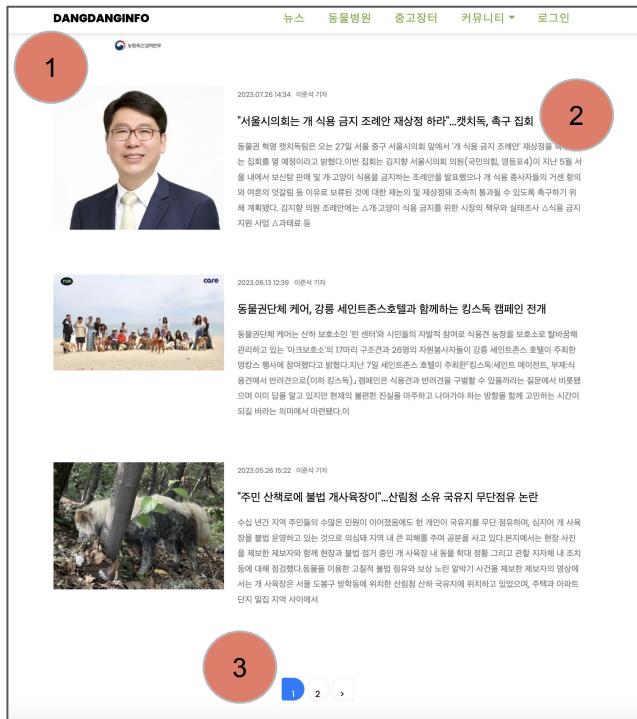 DANGDANGINFO
뉴스 동물병원 중고장터 커뮤니티 로그인
1
농림축산검역본부
2023.07.26 14:34 이준석 기자
2
"서울시의회는 개 식용 금지 조례안 재상정 하라"...캣치독, 촉구 집회
동물권 혁명 캣치독팀은 오는 27일 서울 중구 서울시의회 앞에서 '개 식용 금지 조례안' 재상정을
는 집회를 열 예정이라고 밝혔다.이번 집회는 김지향 서울시의회 의원(국민의힘, 영등포4)이 지난 5월 서
울 내에서 보신탕 판매 및 개·고양이 식용을 금지하는 조례안을 발표했으나 개 식용 종사자들의 거센 항의
와 여론의 엇갈림 등 이유로 보류된 것에 대한 재논의 및 재상정돼 조속히 통과될 수 있도록 촉구하기 위
해 계획됐다. 김지향 의원 조례안에는 △개·고양이 식용 금지를 위한 시장의 책무와 실태조사 △식용 금지
지원 사업 △과태료 등
care
2023.06.13 12:39 이준석 기자
동물권단체 케어, 강릉 세인트존스호텔과 함께하는 킹스독 캠페인 전개
동물권단체 케어는 산하 보호소인 '런 센터'와 시민들의 자발적 참여로 식용견 농장을 보호소로 탈바꿈해
관리하고 있는 '아크보호소'의 17마리 구조견과 26명의 자원봉사자들이 강릉 세인트존스 호텔이 주최한
멍캉스 행사에 참여했다고 밝혔다.지난 7일 세인트존스 호텔이 주최한「킹스독:세인트 에이전트, 부제:식
용견에서 반려견으로(이하 킹스독)」 캠페인은 식용견과 반려견을 구별할 수 있을까라는 질문에서 비롯됐
으며 이미 답을 알고 있지만 현재의 불편한 진실을 마주하고 나아가야 하는 방향을 함께 고민하는 시간이
되길 바라는 의미에서 마련됐다.이
2023.05.26 15:22 이준석 기자
"주민 산책로에 불법 개사육장이"...산림청 소유 국유지 무단점유 논란
수십 년간 지역 주민들의 수많은 민원이 이어졌음에도 한 개인이 국유지를 무단 점유하며, 심지어 개 사육
장을 불법 운영하고 있는 것으로 의심돼 지역 내 큰 피해를 주며 공분을 사고 있다.본지에서는 현장 사진
을 제보한 제보자와 함께 현장과 불법 점거 중인 개 사육장 내 동물 학대 정황 그리고 관할 지자체 내 조치
등에 대해 점검했다.동물을 이용한 고질적 불법 점유와 보상 노린 알박기 사건을 제보한 제보자의 영상에
서는 개 사육장은 서울 도봉구 방학동에 위치한 산림청 산하 국유지에 위치하고 있었으며, 주택과 아파트
단지 밀집 지역 사이에서
3
1 2 >